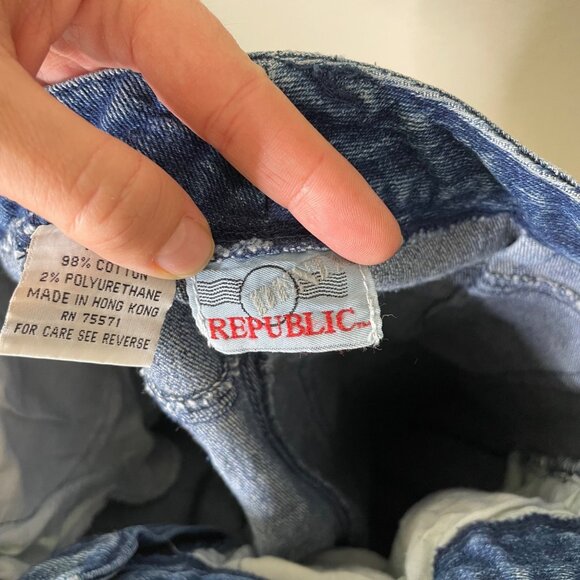 98% COTTON
2% POLYURETHANE
MADE IN HONG KONG
RN 75571
FOR CARE SEE REVERSE
REPUBLIC